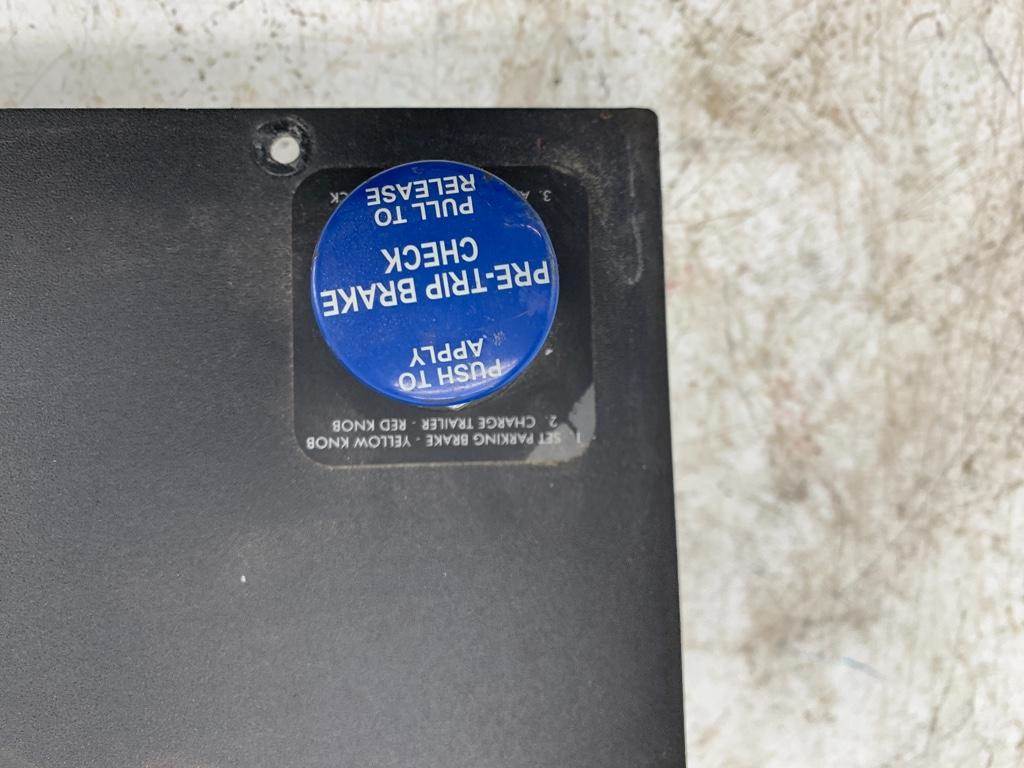 1. SET PARKING BRAKE - YELLOW KNOB
2. CHARGE TRAILER - RED KNOB
PUSH TO
APPLY
PRE-TRIP BRAKE
CHECK
PULL TO
RELEASE
3.